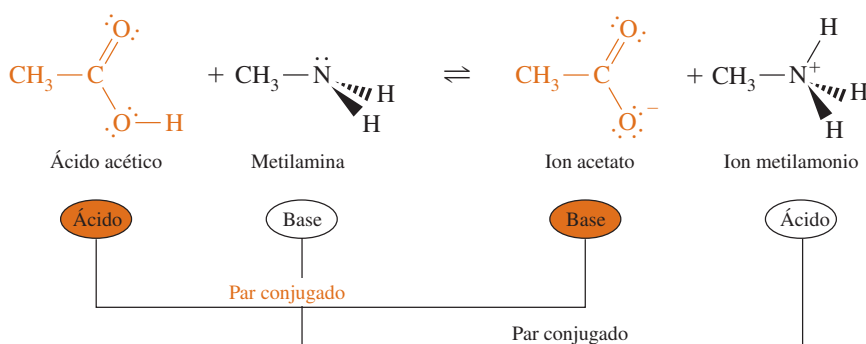 CH₃—C(=O)—O—H + CH₃—N—H H ⇌ CH₃—C(=O)—O⁻ + CH₃—N⁺—H H H
Ácido acético Metilamina Ion acetato Ion metilamonio
Ácido Base Base Ácido
Par conjugado
Par conjugado